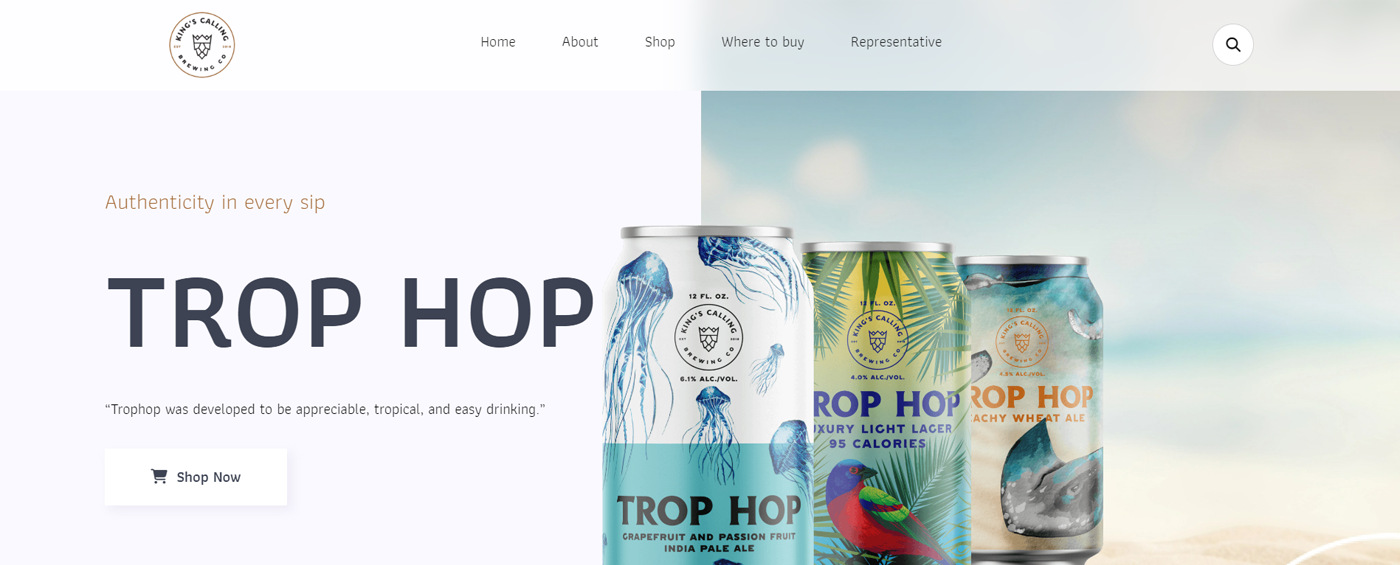 KING'S CALLING
EST 2018
BREWING CO
Home
About
Shop
Where to buy
Representative
Authenticity in every sip
TROP HOP
“Trophop was developed to be appreciable, tropical, and easy drinking.”
Shop Now
12 FL. OZ.
KING'S CALLING
EST 2018
BREWING CO
6.1% ALC./VOL.
TROP HOP
GRAPEFRUIT AND PASSION FRUIT
INDIA PALE ALE
12 FL. OZ.
KING'S CALLING
BREWING CO
4.0% ALC./VOL.
ROP HOP
UXURY LIGHT LAGER
95 CALORIES
12 FL. OZ.
KING'S CALLING
BREWING CO
ALC./VOL.
ROP HOP
EACHY WHEAT ALE